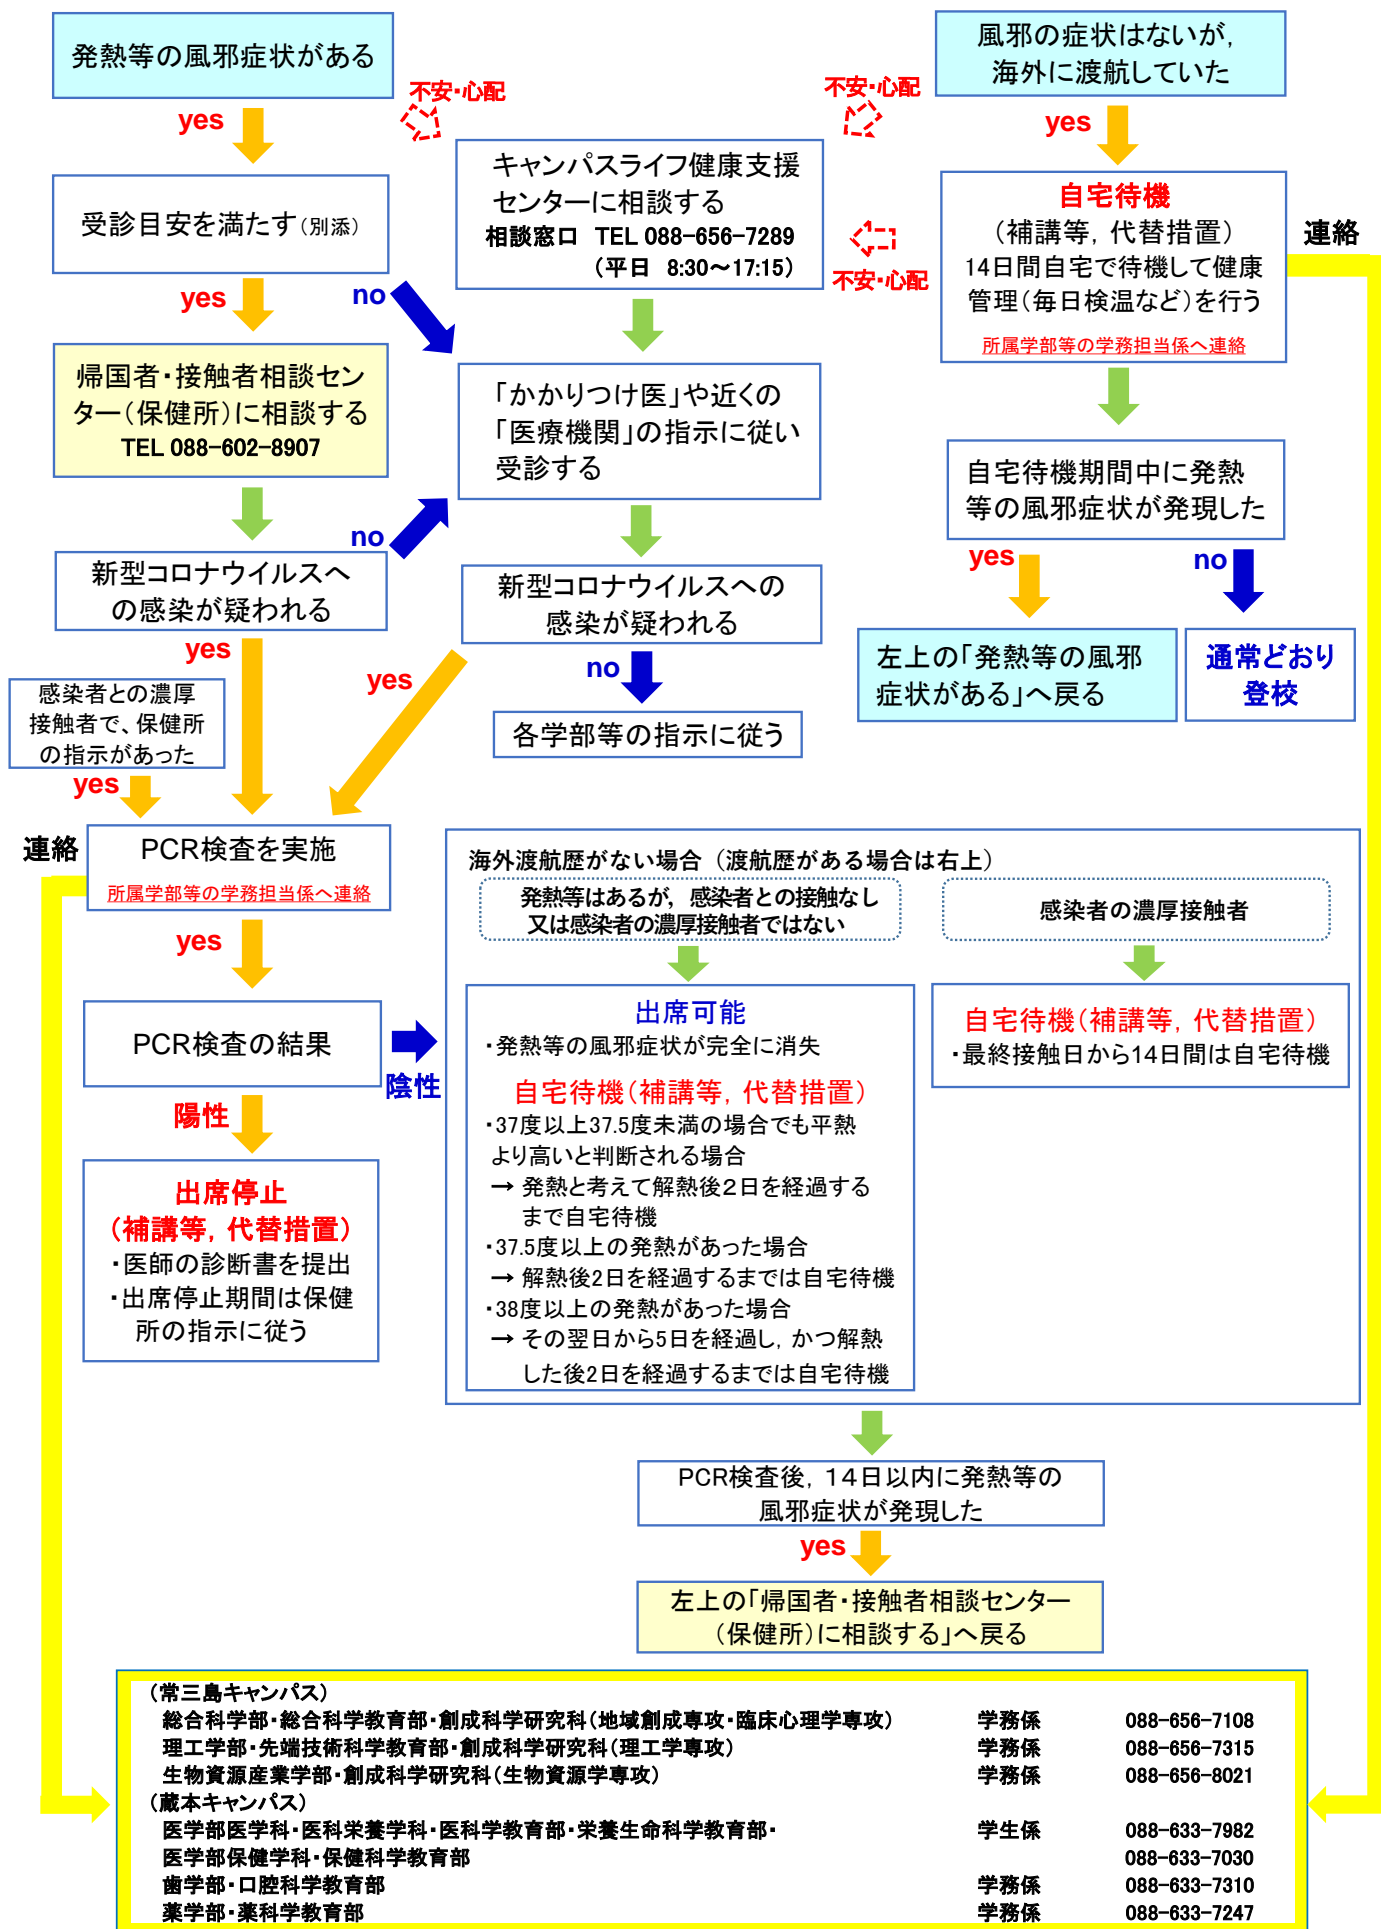 発熱等の風邪症状がある
風邪の症状はないが,
海外に渡航していた
不安・心配
不安・心配
yes
yes
受診目安を満たす（別添）
キャンパスライフ健康支援
センターに相談する
相談窓口 TEL 088-656-7289
（平日 8:30～17:15）
自宅待機
（補講等, 代替措置）
14日間自宅で待機して健康
管理（毎日検温など）を行う
所属学部等の学務担当係へ連絡
連絡
不安・心配
yes
no
帰国者・接触者相談セン
ター（保健所）に相談する
TEL 088-602-8907
「かかりつけ医」や近くの
「医療機関」の指示に従い
受診する
自宅待機期間中に発熱
等の風邪症状が発現した
no
yes
no
新型コロナウイルスへ
の感染が疑われる
新型コロナウイルスへの
感染が疑われる
左上の「発熱等の風邪
症状がある」へ戻る
通常どおり
登校
yes
yes
no
感染者との濃厚
接触者で、保健所
の指示があった
各学部等の指示に従う
yes
連絡
PCR検査を実施
所属学部等の学務担当係へ連絡
yes
海外渡航歴がない場合（渡航歴がある場合は右上）
発熱等はあるが, 感染者との接触なし
又は感染者の濃厚接触者ではない
感染者の濃厚接触者
PCR検査の結果
陰性
陽性
出席可能
・発熱等の風邪症状が完全に消失
自宅待機（補講等, 代替措置）
・37度以上37.5度未満の場合でも平熱
より高いと判断される場合
→ 発熱と考えて解熱後２日を経過する
まで自宅待機
・37.5度以上の発熱があった場合
→ 解熱後2日を経過するまでは自宅待機
・38度以上の発熱があった場合
→ その翌日から5日を経過し, かつ解熱
した後2日を経過するまでは自宅待機
自宅待機（補講等, 代替措置）
・最終接触日から14日間は自宅待機
出席停止
（補講等, 代替措置）
・医師の診断書を提出
・出席停止期間は保健
所の指示に従う
PCR検査後, １４日以内に発熱等の
風邪症状が発現した
yes
左上の「帰国者・接触者相談センター
（保健所）に相談する」へ戻る
（常三島キャンパス）
総合科学部・総合科学教育部・創成科学研究科（地域創成専攻・臨床心理学専攻） 学務係 088-656-7108
理工学部・先端技術科学教育部・創成科学研究科（理工学専攻） 学務係 088-656-7315
生物資源産業学部・創成科学研究科（生物資源学専攻） 学務係 088-656-8021
（蔵本キャンパス）
医学部医学科・医科栄養学科・医科学教育部・栄養生命科学教育部・ 学生係 088-633-7982
医学部保健学科・保健科学教育部 088-633-7030
歯学部・口腔科学教育部 学務係 088-633-7310
薬学部・薬科学教育部 学務係 088-633-7247